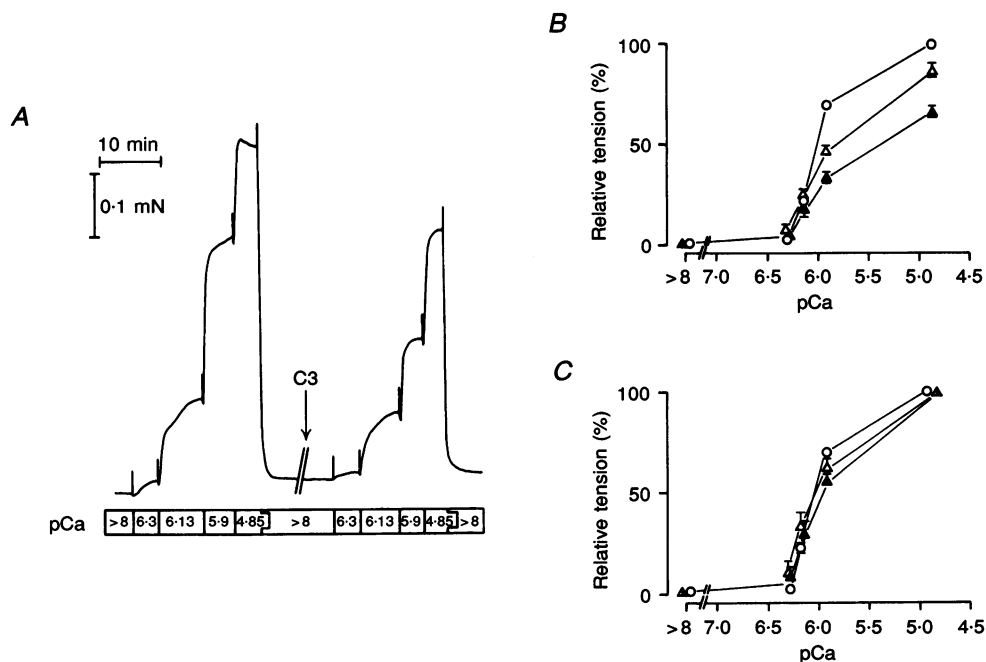 A
10 min
0·1 mN
C3
pCa >8 6·3 6·13 5·9 4·85 >8 6·3 6·13 5·9 4·85 >8
B
Relative tension (%)
100
50
0
>8 7·0 6·5 6·0 5·5 5·0 4·5
pCa
C
Relative tension (%)
100
50
0
>8 7·0 6·5 6·0 5·5 5·0 4·5
pCa